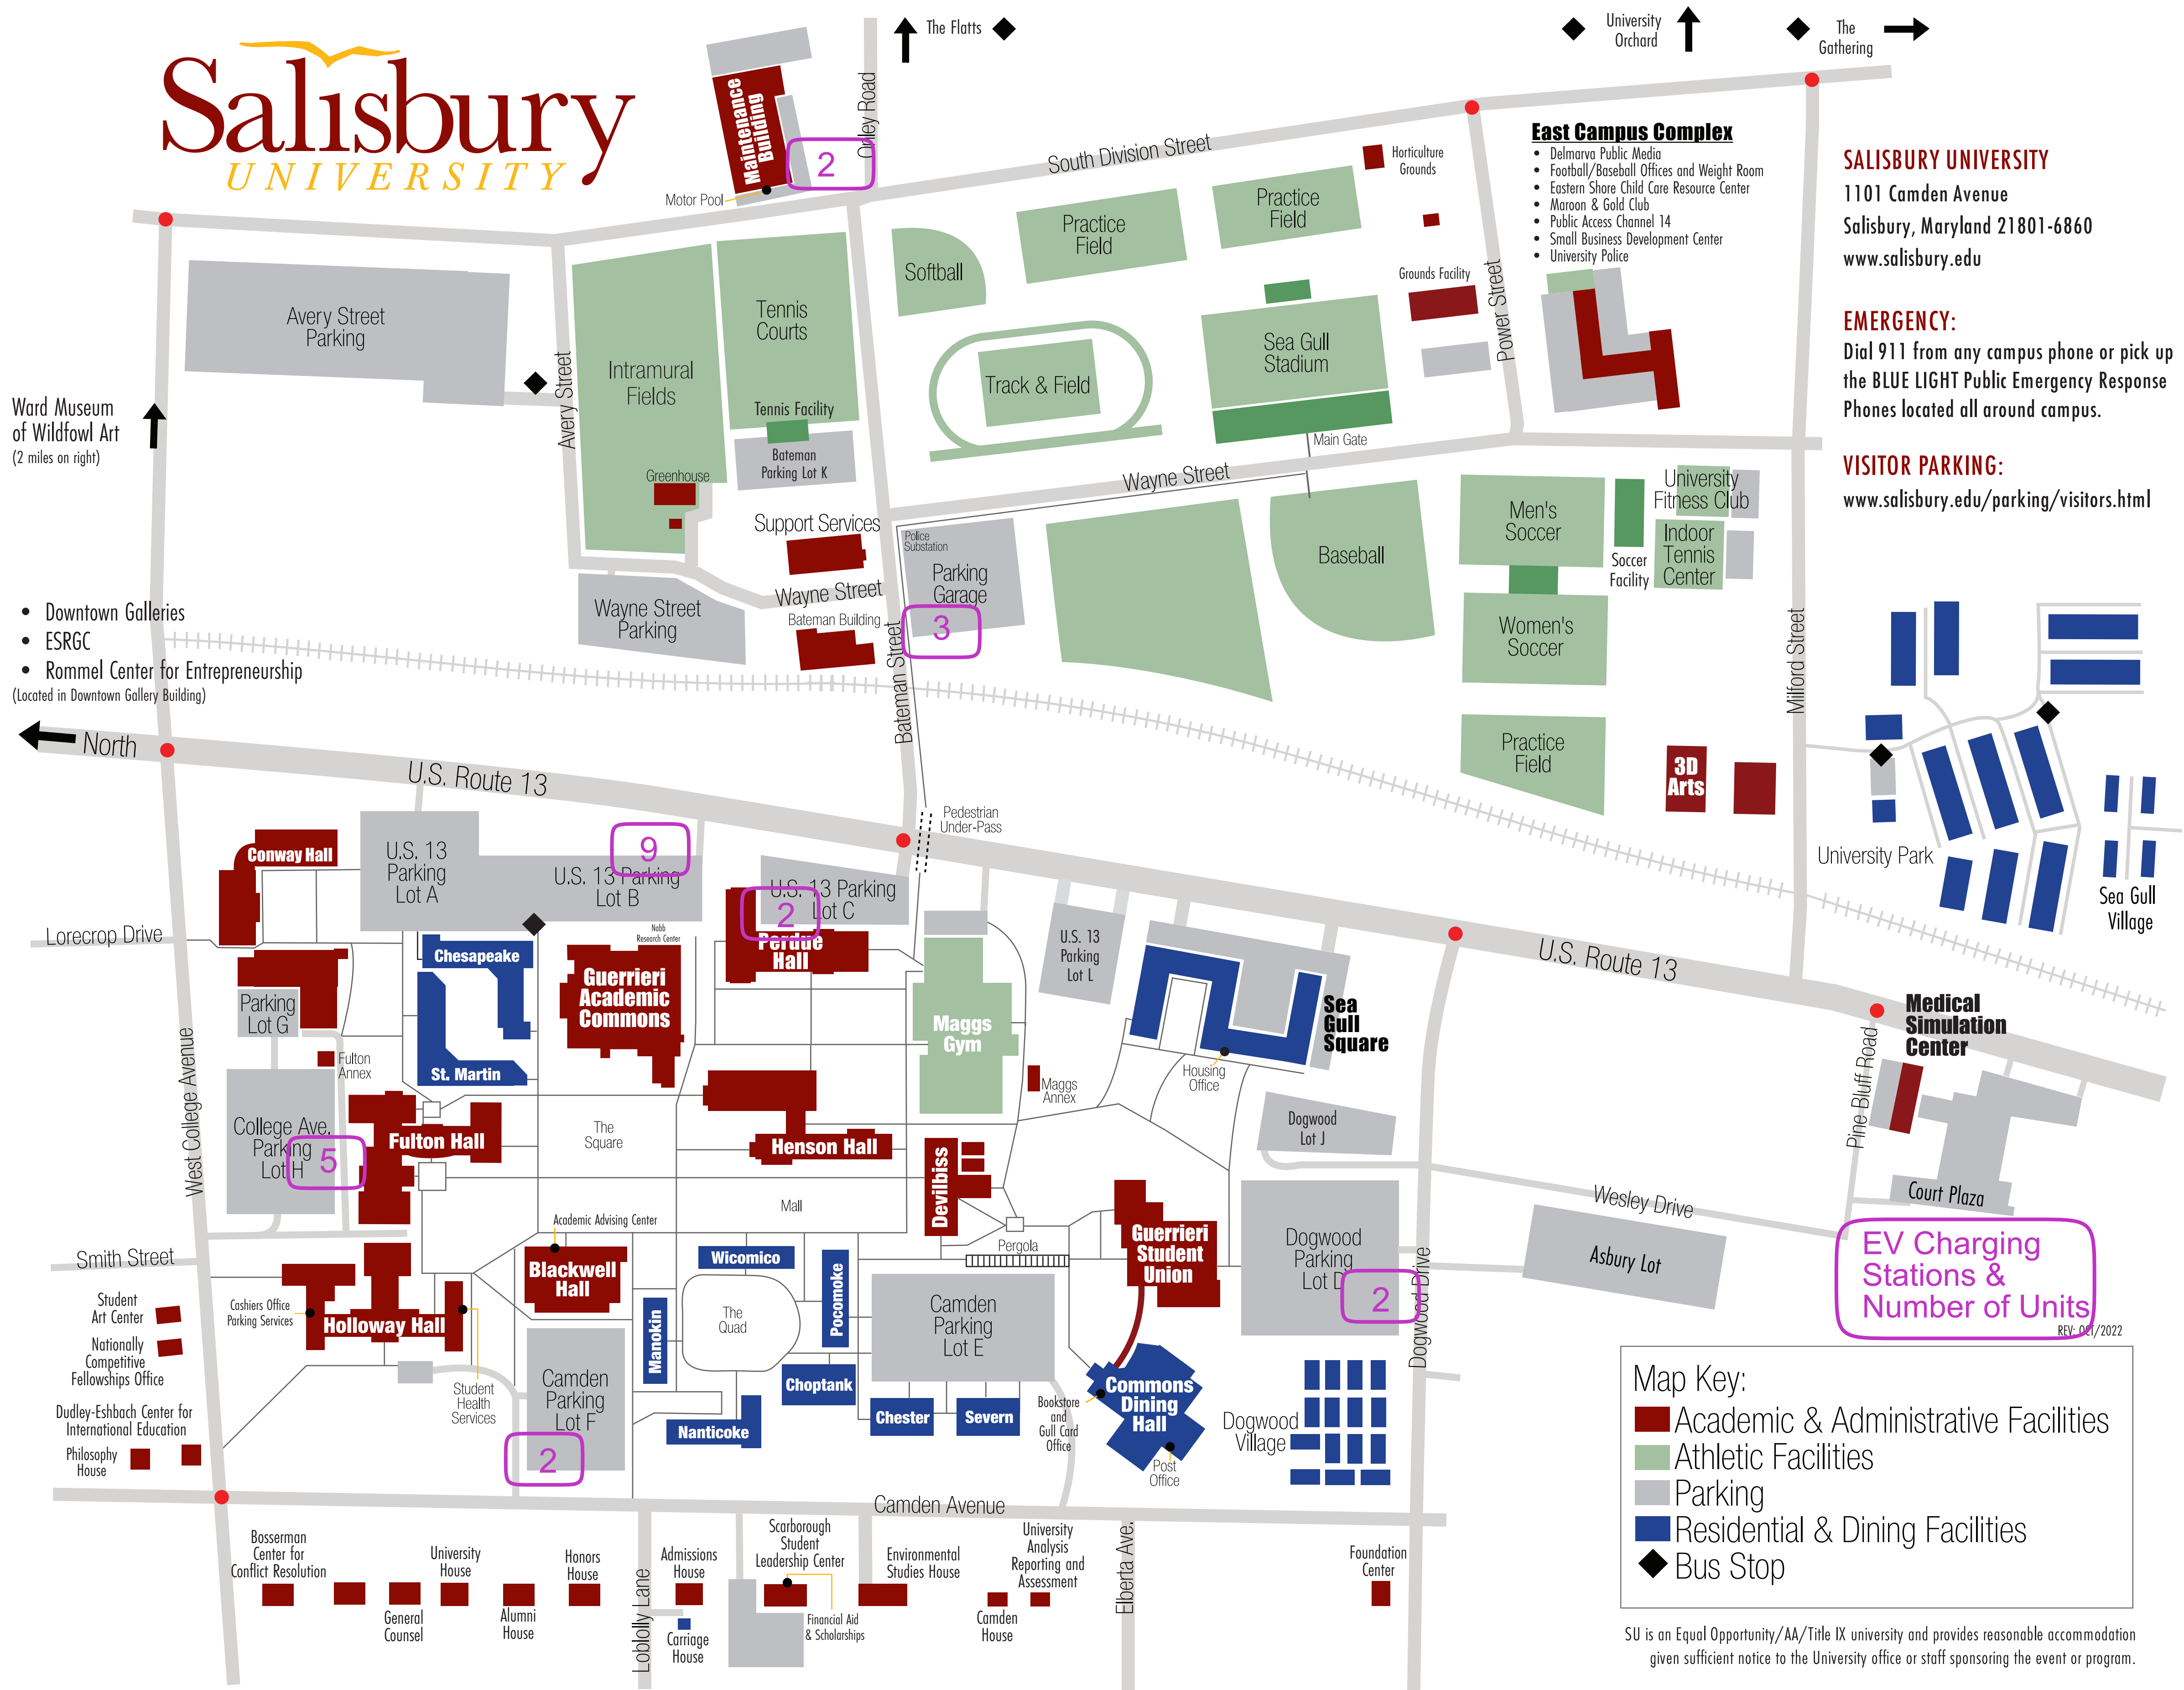 Salisbury
UNIVERSITY
The Flatts
University
Orchard
The
Gathering
Maintenance
Building
2
Onley Road
Motor Pool
South Division Street
Horticulture
Grounds
East Campus Complex
• Delmarva Public Media
• Football/Baseball Offices and Weight Room
• Eastern Shore Child Care Resource Center
• Maroon & Gold Club
• Public Access Channel 14
• Small Business Development Center
• University Police
SALISBURY UNIVERSITY
1101 Camden Avenue
Salisbury, Maryland 21801-6860
www.salisbury.edu
EMERGENCY:
Dial 911 from any campus phone or pick up
the BLUE LIGHT Public Emergency Response
Phones located all around campus.
VISITOR PARKING:
www.salisbury.edu/parking/visitors.html
Practice
Field
Practice
Field
Softball
Grounds Facility
Power Street
Avery Street
Parking
Tennis
Courts
Intramural
Fields
Avery Street
Track & Field
Sea Gull
Stadium
Main Gate
Ward Museum
of Wildfowl Art
(2 miles on right)
Tennis Facility
Bateman
Parking Lot K
Greenhouse
Support Services
Wayne Street
Police
Substation
Parking
Garage
3
Baseball
Men's
Soccer
University
Fitness Club
Soccer
Facility
Indoor
Tennis
Center
Women's
Soccer
Practice
Field
Milford Street
Wayne Street
Parking
Wayne Street
Bateman Building
Bateman Street
• Downtown Galleries
• ESRGC
• Rommel Center for Entrepreneurship
(Located in Downtown Gallery Building)
North
U.S. Route 13
Pedestrian
Under-Pass
3D
Arts
University Park
Sea Gull
Village
Conway Hall
U.S. 13
Parking
Lot A
9
U.S. 13 Parking
Lot B
U.S. 13 Parking
Lot C
2
Lorecrop Drive
Nabb
Research Center
Chesapeake
Guerrieri
Academic
Commons
Perdue
Hall
U.S. 13
Parking
Lot L
U.S. Route 13
Parking
Lot G
Fulton
Annex
St. Martin
Maggs
Gym
Maggs
Annex
Sea
Gull
Square
Housing
Office
Medical
Simulation
Center
Pine Bluff Road
Court Plaza
West College Avenue
College Ave.
Parking
Lot H
5
Fulton Hall
The
Square
Henson Hall
Devilbiss
Dogwood
Lot J
Wesley Drive
Asbury Lot
Mall
Pergola
Guerrieri
Student
Union
Dogwood
Parking
Lot D
2
Dogwood Drive
EV Charging
Stations &
Number of Units
REV: OCT/2022
Smith Street
Academic Advising Center
Blackwell
Hall
Wicomico
Pocomoke
Manokin
The
Quad
Choptank
Nanticoke
Camden
Parking
Lot E
Chester
Severn
Student
Art Center
Nationally
Competitive
Fellowships Office
Dudley-Eshbach Center for
International Education
Philosophy
House
Cashiers Office
Parking Services
Holloway Hall
Student
Health
Services
Camden
Parking
Lot F
2
Bookstore
and
Gull Card
Office
Commons
Dining
Hall
Post
Office
Dogwood
Village
Camden Avenue
Map Key:
Academic & Administrative Facilities
Athletic Facilities
Parking
Residential & Dining Facilities
Bus Stop
Bosserman
Center for
Conflict Resolution
General
Counsel
University
House
Alumni
House
Honors
House
Loblolly Lane
Admissions
House
Carriage
House
Scarborough
Student
Leadership Center
Financial Aid
& Scholarships
Environmental
Studies House
Camden
House
University
Analysis
Reporting and
Assessment
Elberta Ave.
Foundation
Center
SU is an Equal Opportunity/AA/Title IX university and provides reasonable accommodation
given sufficient notice to the University office or staff sponsoring the event or program.